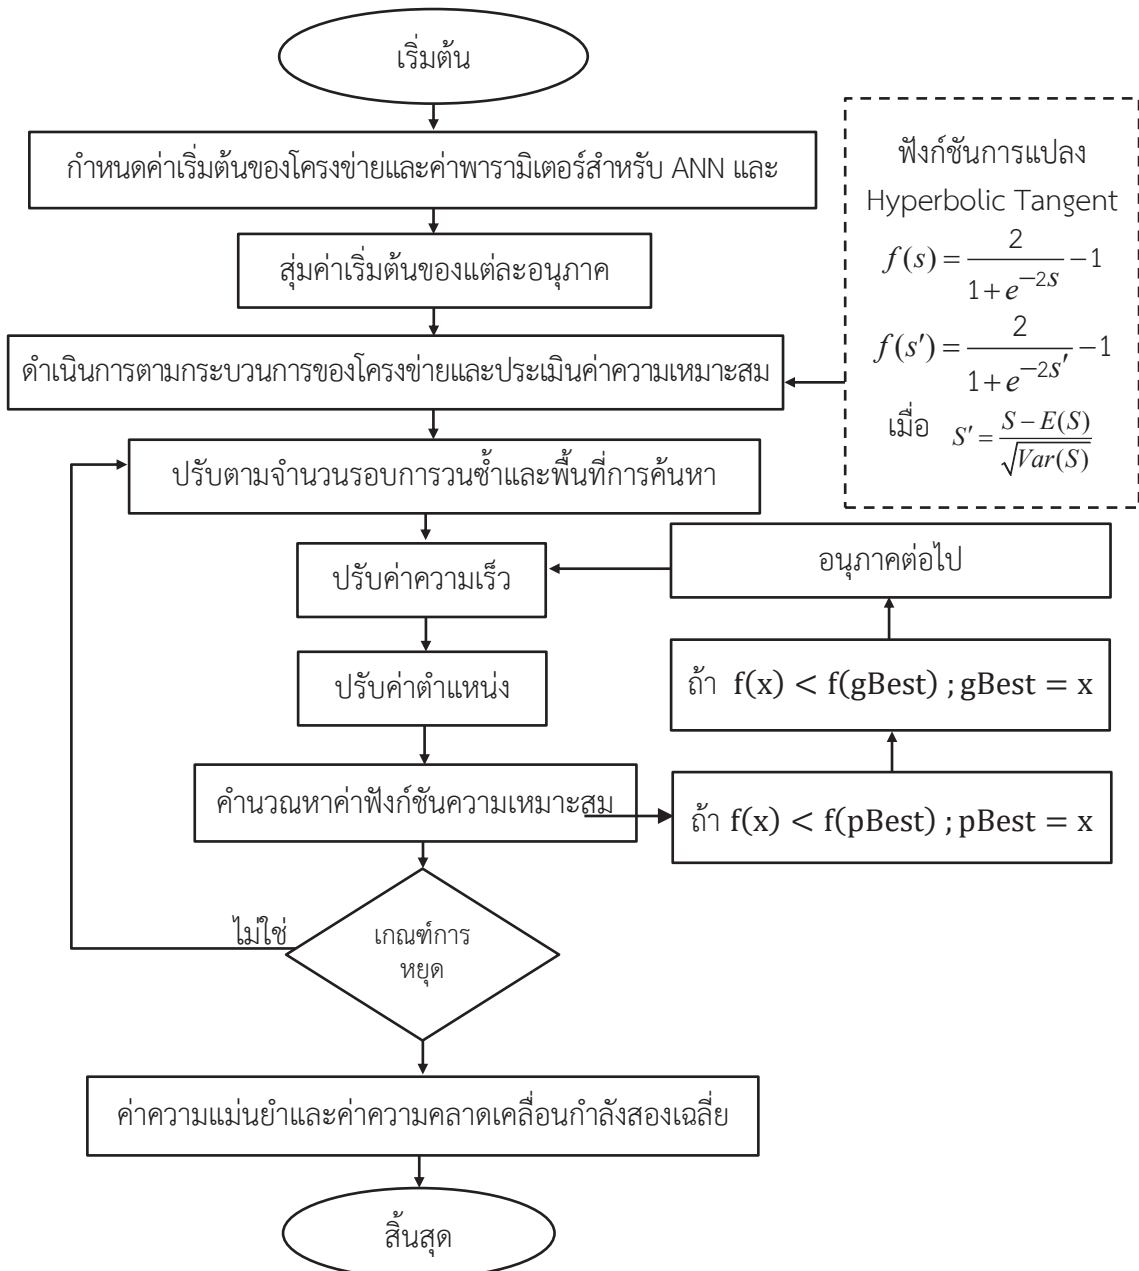 เริ่มต้น
กำหนดค่าเริ่มต้นของโครงข่ายและค่าพารามิเตอร์สำหรับ ANN และ
สุ่มค่าเริ่มต้นของแต่ละอนุภาค
ดำเนินการตามกระบวนการของโครงข่ายและประเมินค่าความเหมาะสม
ฟังก์ชันการแปลง
Hyperbolic Tangent
f(s) = \frac{2}{1+e^{-2s}} -1
f(s′) = \frac{2}{1+e^{-2s′}} -1
เมื่อ S′ = \frac{S − E(S)}{\sqrt{Var(S)}}
ปรับตามจำนวนรอบการวนซ้ำและพื้นที่การค้นหา
ปรับค่าความเร็ว
อนุภาคต่อไป
ปรับค่าตำแหน่ง
ถ้า f(x) < f(gBest) ; gBest = x
คำนวณหาค่าฟังก์ชันความเหมาะสม
ถ้า f(x) < f(pBest) ; pBest = x
ไม่ใช่
เกณฑ์การ
หยุด
ค่าความแม่นยำและค่าความคลาดเคลื่อนกำลังสองเฉลี่ย
สิ้นสุด